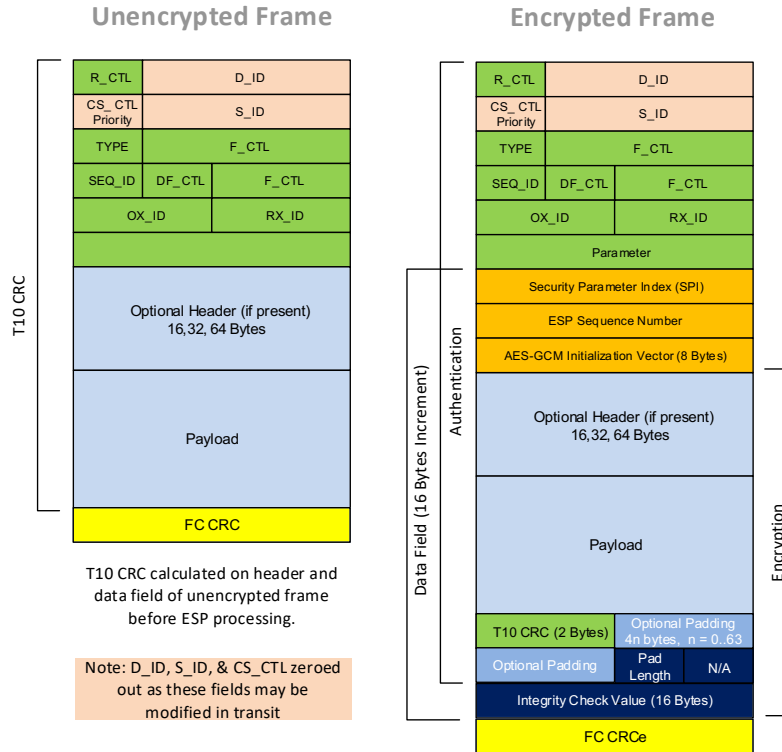 Unencrypted Frame
R_CTL
D_ID
CS_ CTL
Priority
S_ID
TYPE
F_CTL
SEQ_ID
DF_CTL
F_CTL
OX_ID
RX_ID
Optional Header (if present)
16,32, 64 Bytes
Payload
FC CRC
T10 CRC
T10 CRC calculated on header and
data field of unencrypted frame
before ESP processing.
Note: D_ID, S_ID, & CS_CTL zeroed
out as these fields may be
modified in transit
Encrypted Frame
R_CTL
D_ID
CS_ CTL
Priority
S_ID
TYPE
F_CTL
SEQ_ID
DF_CTL
F_CTL
OX_ID
RX_ID
Parameter
Security Parameter Index (SPI)
ESP Sequence Number
AES-GCM Initialization Vector (8 Bytes)
Optional Header (if present)
16,32, 64 Bytes
Payload
T10 CRC (2 Bytes)
Optional Padding
4n bytes, n = 0..63
Optional Padding
Pad
Length
N/A
Integrity Check Value (16 Bytes)
FC CRCe
Data Field (16 Bytes Increment)
Authentication
Encryption